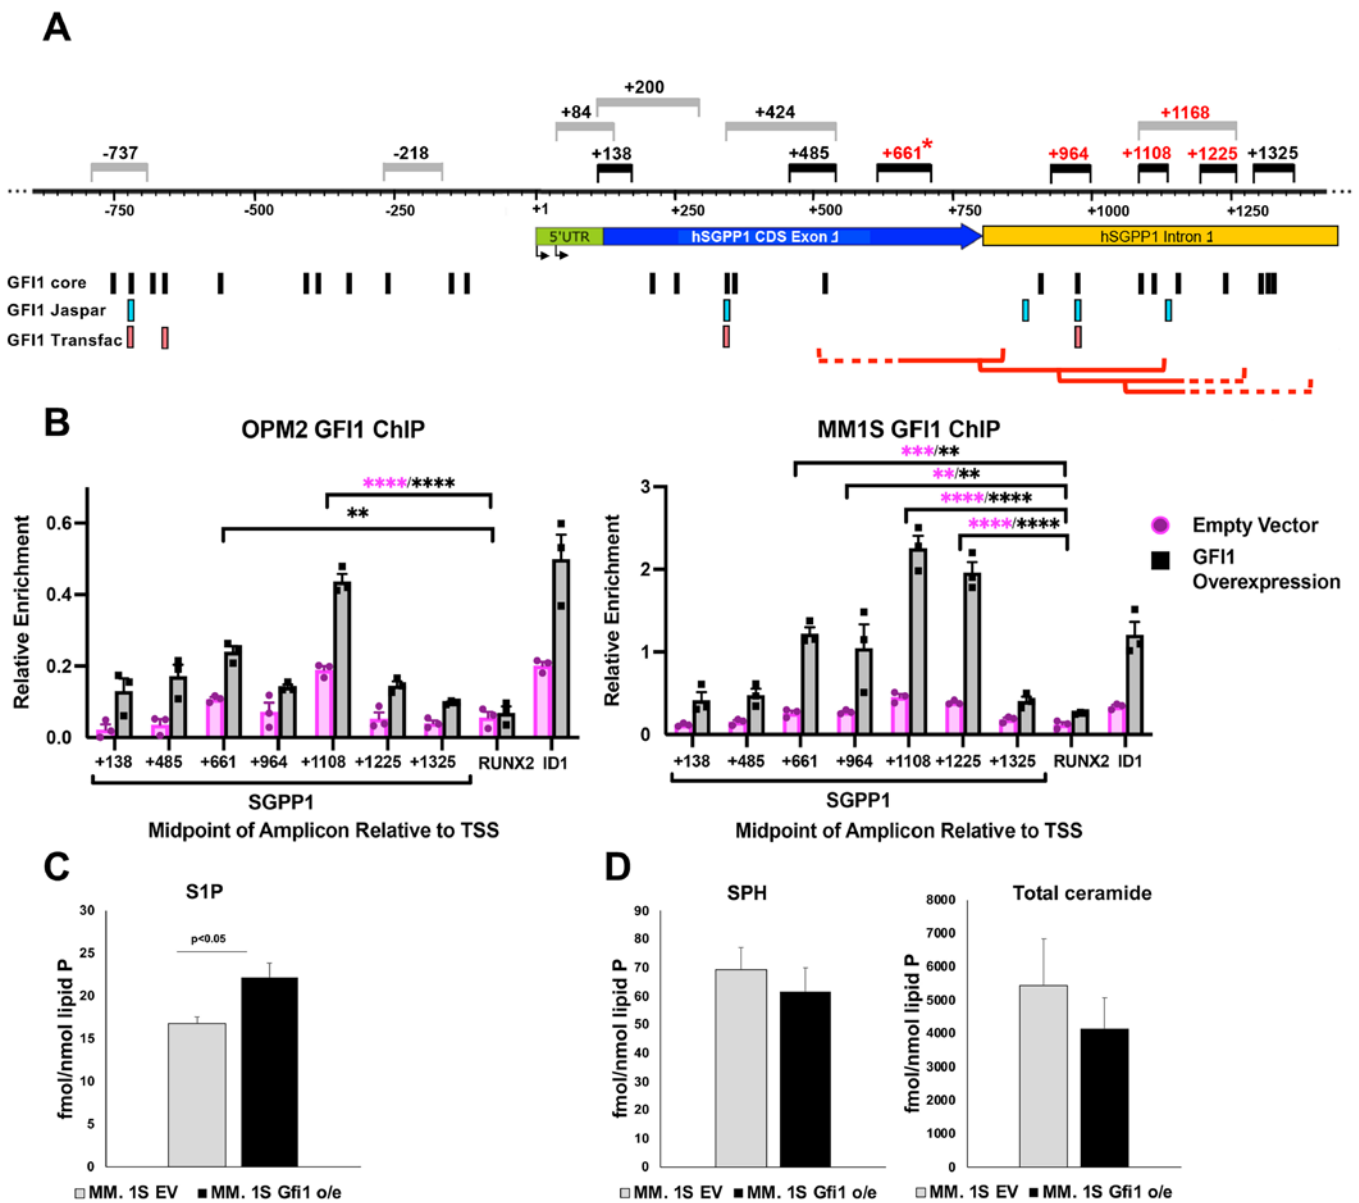 A
+200
+84
+424
+1168
-737
-218
+138
+485
+661*
+964
+1108
+1225
+1325
-750
-500
-250
+1
+250
+500
+750
+1000
+1250
5'UTR
hSGPP1 CDS Exon 1
hSGPP1 Intron 1
GFI1 core
GFI1 Jaspar
GFI1 Transfac
B
OPM2 GFI1 ChIP
****/****
**
Relative Enrichment
0.6
0.4
0.2
0.0
+138 +485 +661 +964 +1108 +1225 +1325 RUNX2 ID1
SGPP1
Midpoint of Amplicon Relative to TSS
MM1S GFI1 ChIP
***/**
**/**
****/****
****/****
Relative Enrichment
3
2
1
0
+138 +485 +661 +964 +1108 +1225 +1325 RUNX2 ID1
SGPP1
Midpoint of Amplicon Relative to TSS
Empty Vector
GFI1
Overexpression
C
S1P
p<0.05
fmol/nmol lipid P
30
25
20
15
10
5
0
MM. 1S EV MM. 1S Gfi1 o/e
D
SPH
fmol/nmol lipid P
90
80
70
60
50
40
30
20
10
0
MM. 1S EV MM. 1S Gfi1 o/e
Total ceramide
fmol/nmol lipid P
8000
7000
6000
5000
4000
3000
2000
1000
0
MM. 1S EV MM. 1S Gfi1 o/e